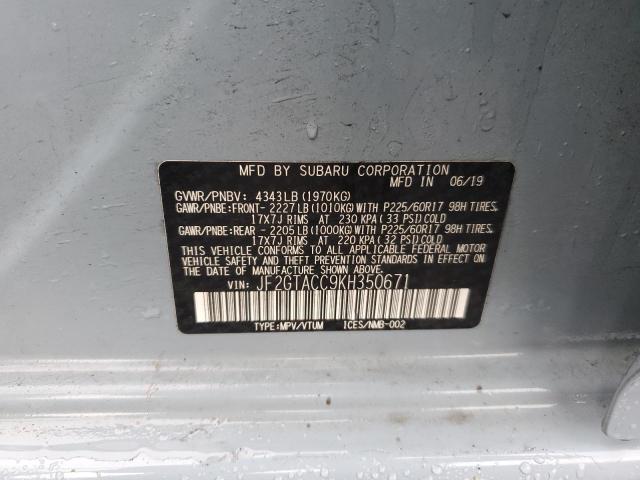 MFD BY SUBARU CORPORATION
MFD IN 06/19
GVWR/PNBV: 4343LB (1970KG)
GAWR/PNBE: FRONT- 2227LB (1010KG) WITH P225/60R17 98H TIRES,
17X7J RIMS AT 230 KPA (33 PSI) COLD
GAWR/PNBE: REAR - 2205LB (1000KG) WITH P225/60R17 98H TIRES,
17X7J RIMS AT 220 KPA (32 PSI) COLD
THIS VEHICLE CONFORMS TO ALL APPLICABLE FEDERAL MOTOR
VEHICLE SAFETY, BUMPER, AND THEFT PREVENTION STANDARDS
IN EFFECT ON THE DATE OF MANUFACTURE SHOWN ABOVE.
VIN: JF2GTACC9KH350671
TYPE: MPV/VTUM ICES/NMB-002